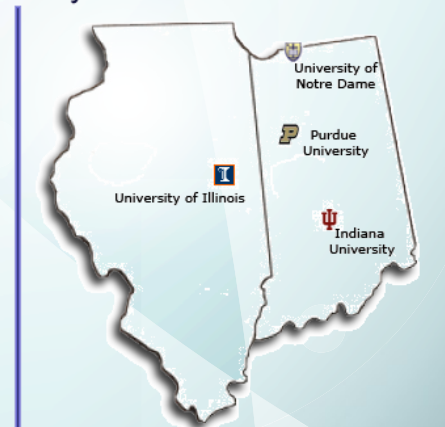 University of
Notre Dame
P
Purdue
University
I
University of Illinois
Indiana
University